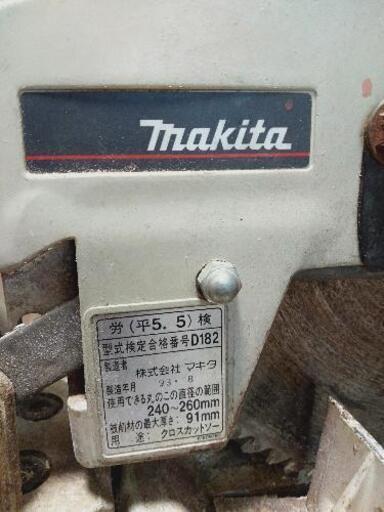 makita
労(平5.5)検
型式検定合格番号D182
製造者 株式会社 マキタ
製造年月 93・8
使用できる丸のこの直径の範囲
240~260mm
被削材の最大厚さ: 91mm
用 途: クロスカットソー